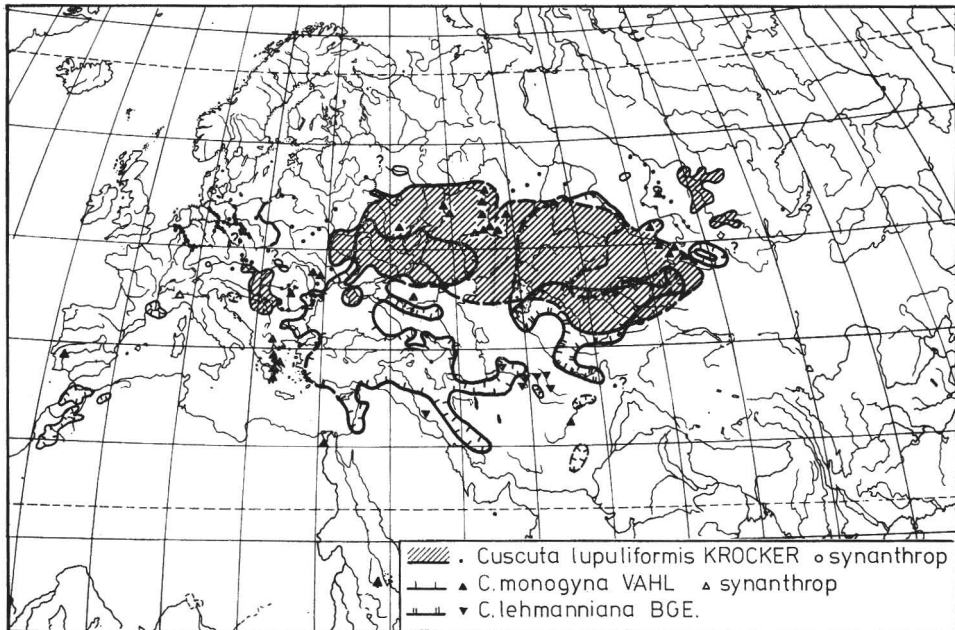 Cuscuta lupuliformis KROCKER synanthrop
C. monogyna VAHL synanthrop
C. lehmanniana BGE.
?
?
?
?